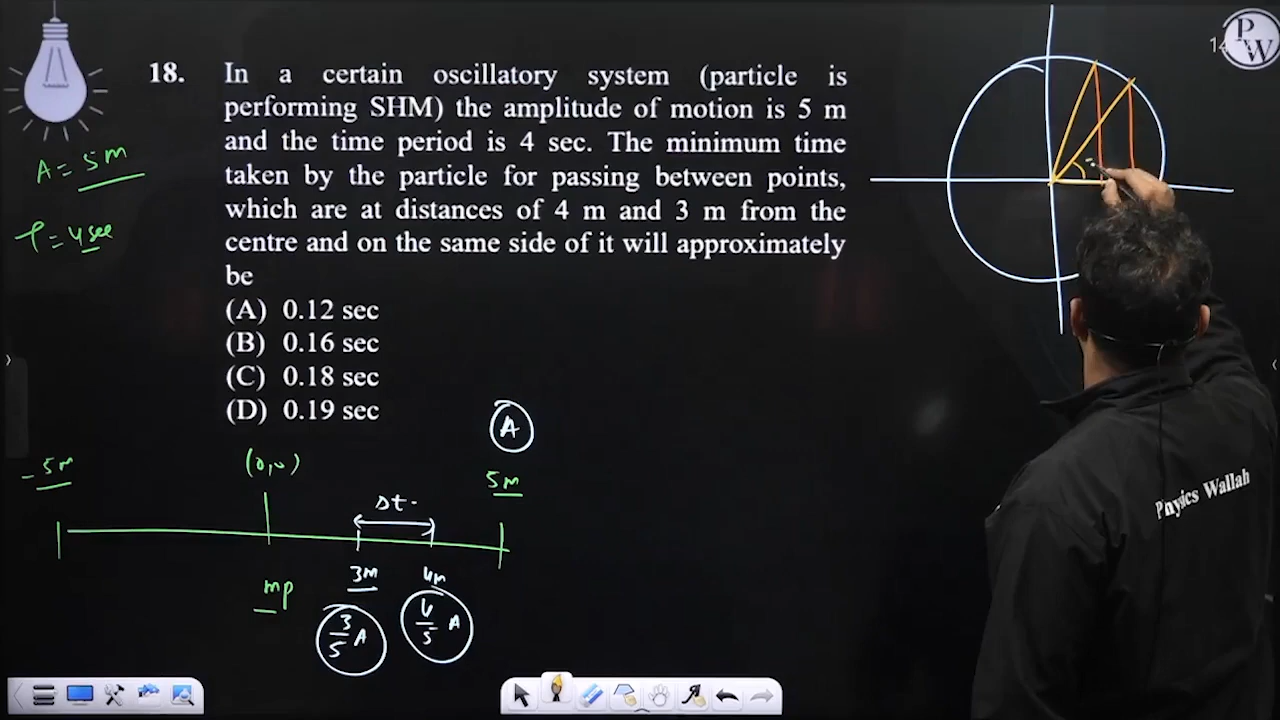 18. In a certain oscillatory system (particle is
performing SHM) the amplitude of motion is 5 m
and the time period is 4 sec. The minimum time
taken by the particle for passing between points,
which are at distances of 4 m and 3 m from the
centre and on the same side of it will approximately
be
(A) 0.12 sec
(B) 0.16 sec
(C) 0.18 sec
(D) 0.19 sec
A = 5m
T = 4 sec
A
-5m
(0,0)
5m
Δt
3m
4m
mp
3/5 A
4/5 A
14
PW
Physics Wallah